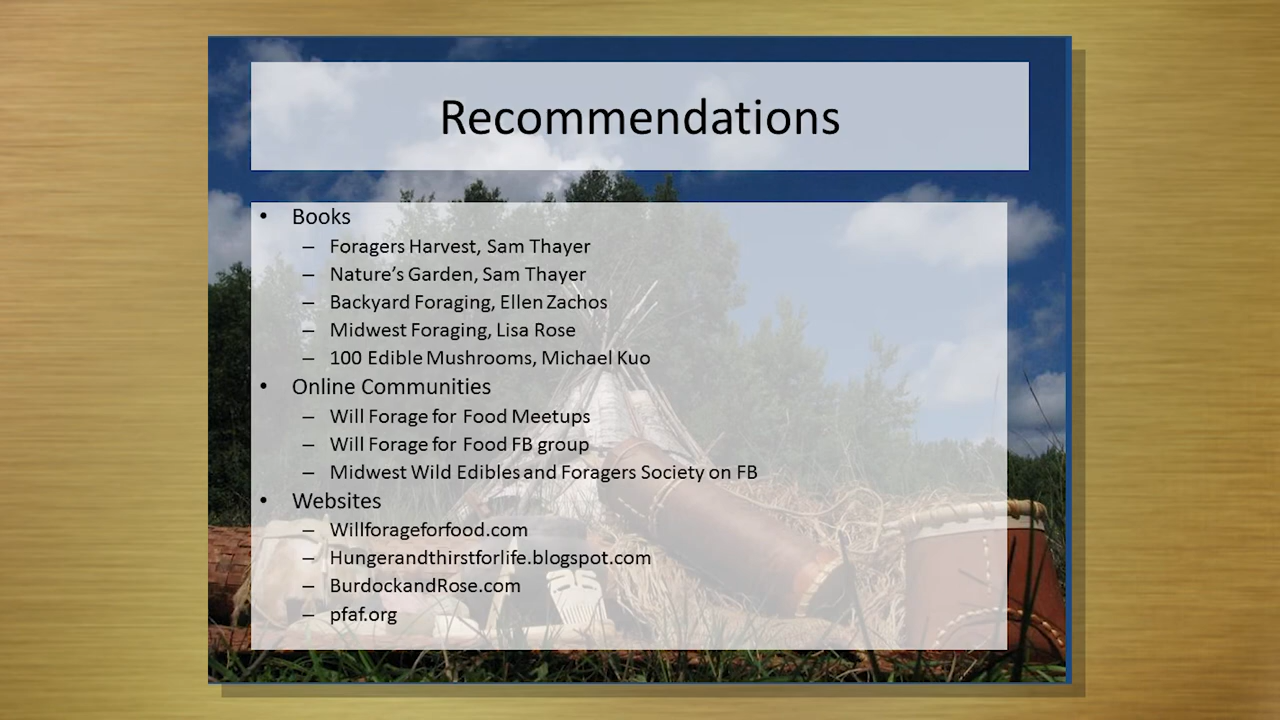 Recommendations
• Books
– Foragers Harvest, Sam Thayer
– Nature's Garden, Sam Thayer
– Backyard Foraging, Ellen Zachos
– Midwest Foraging, Lisa Rose
– 100 Edible Mushrooms, Michael Kuo
• Online Communities
– Will Forage for Food Meetups
– Will Forage for Food FB group
– Midwest Wild Edibles and Foragers Society on FB
• Websites
– Willforageforfood.com
– Hungerandthirstforlife.blogspot.com
– BurdockandRose.com
– pfaf.org